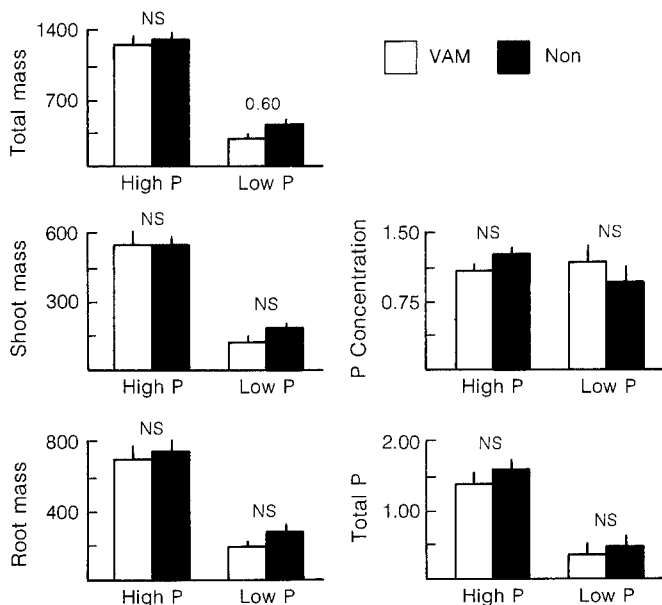 1400
700
Total mass
NS
0.60
High P
Low P
VAM
Non
600
300
Shoot mass
NS
NS
High P
Low P
1.50
0.75
P Concentration
NS
NS
High P
Low P
800
400
Root mass
NS
NS
High P
Low P
2.00
1.00
Total P
NS
NS
High P
Low P